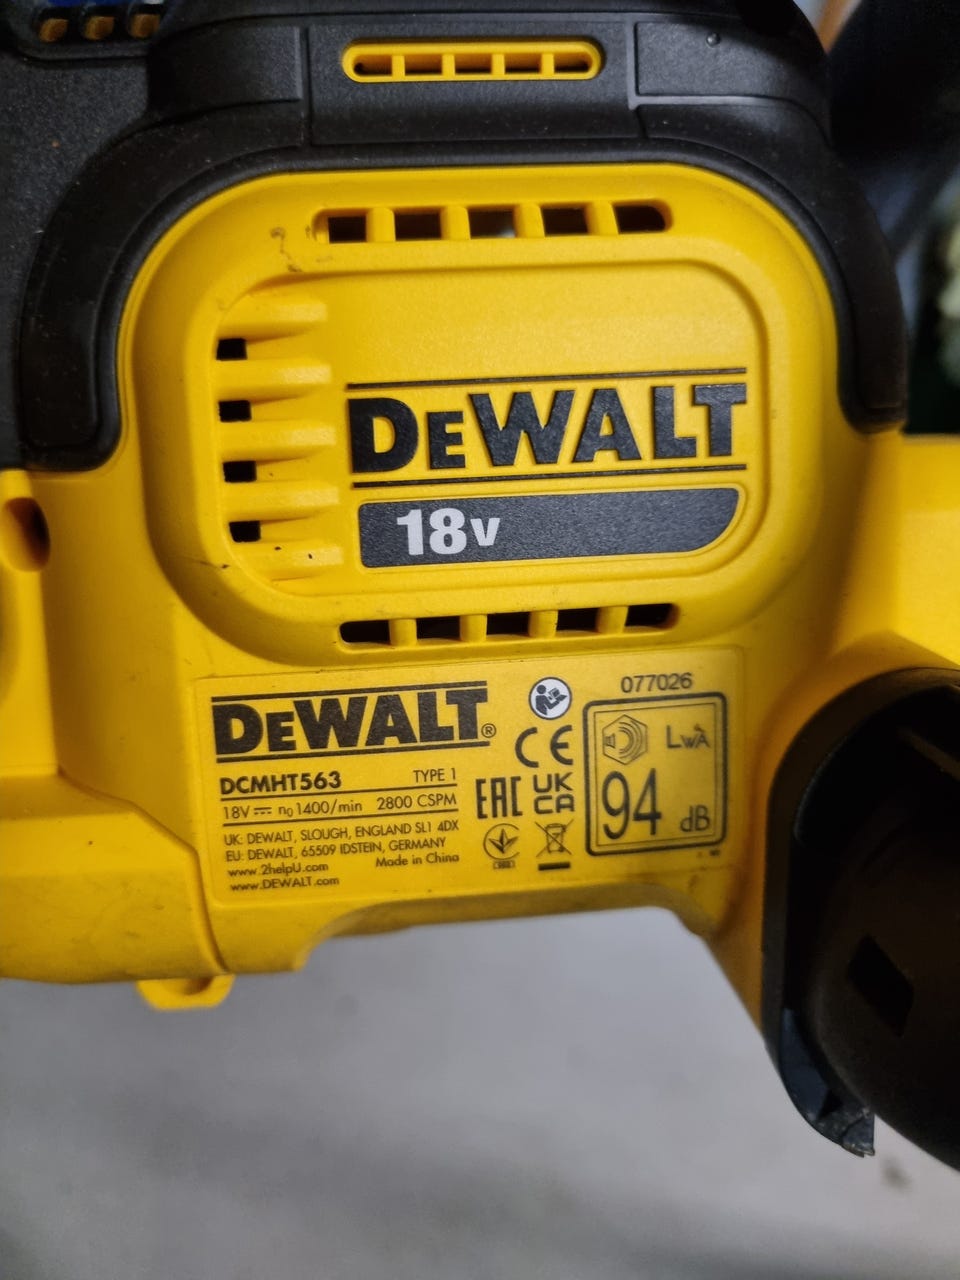 DEWALT
18V
DEWALT®
DCMHT563 TYPE 1
18V n0 1400/min 2800 CSPM
UK: DEWALT, SLOUGH, ENGLAND SL1 4DX
EU: DEWALT, 65509 IDSTEIN, GERMANY
www.2helpU.com Made in China
www.DEWALT.com
CE
EAC UK
CA
077026
LWA
94 dB